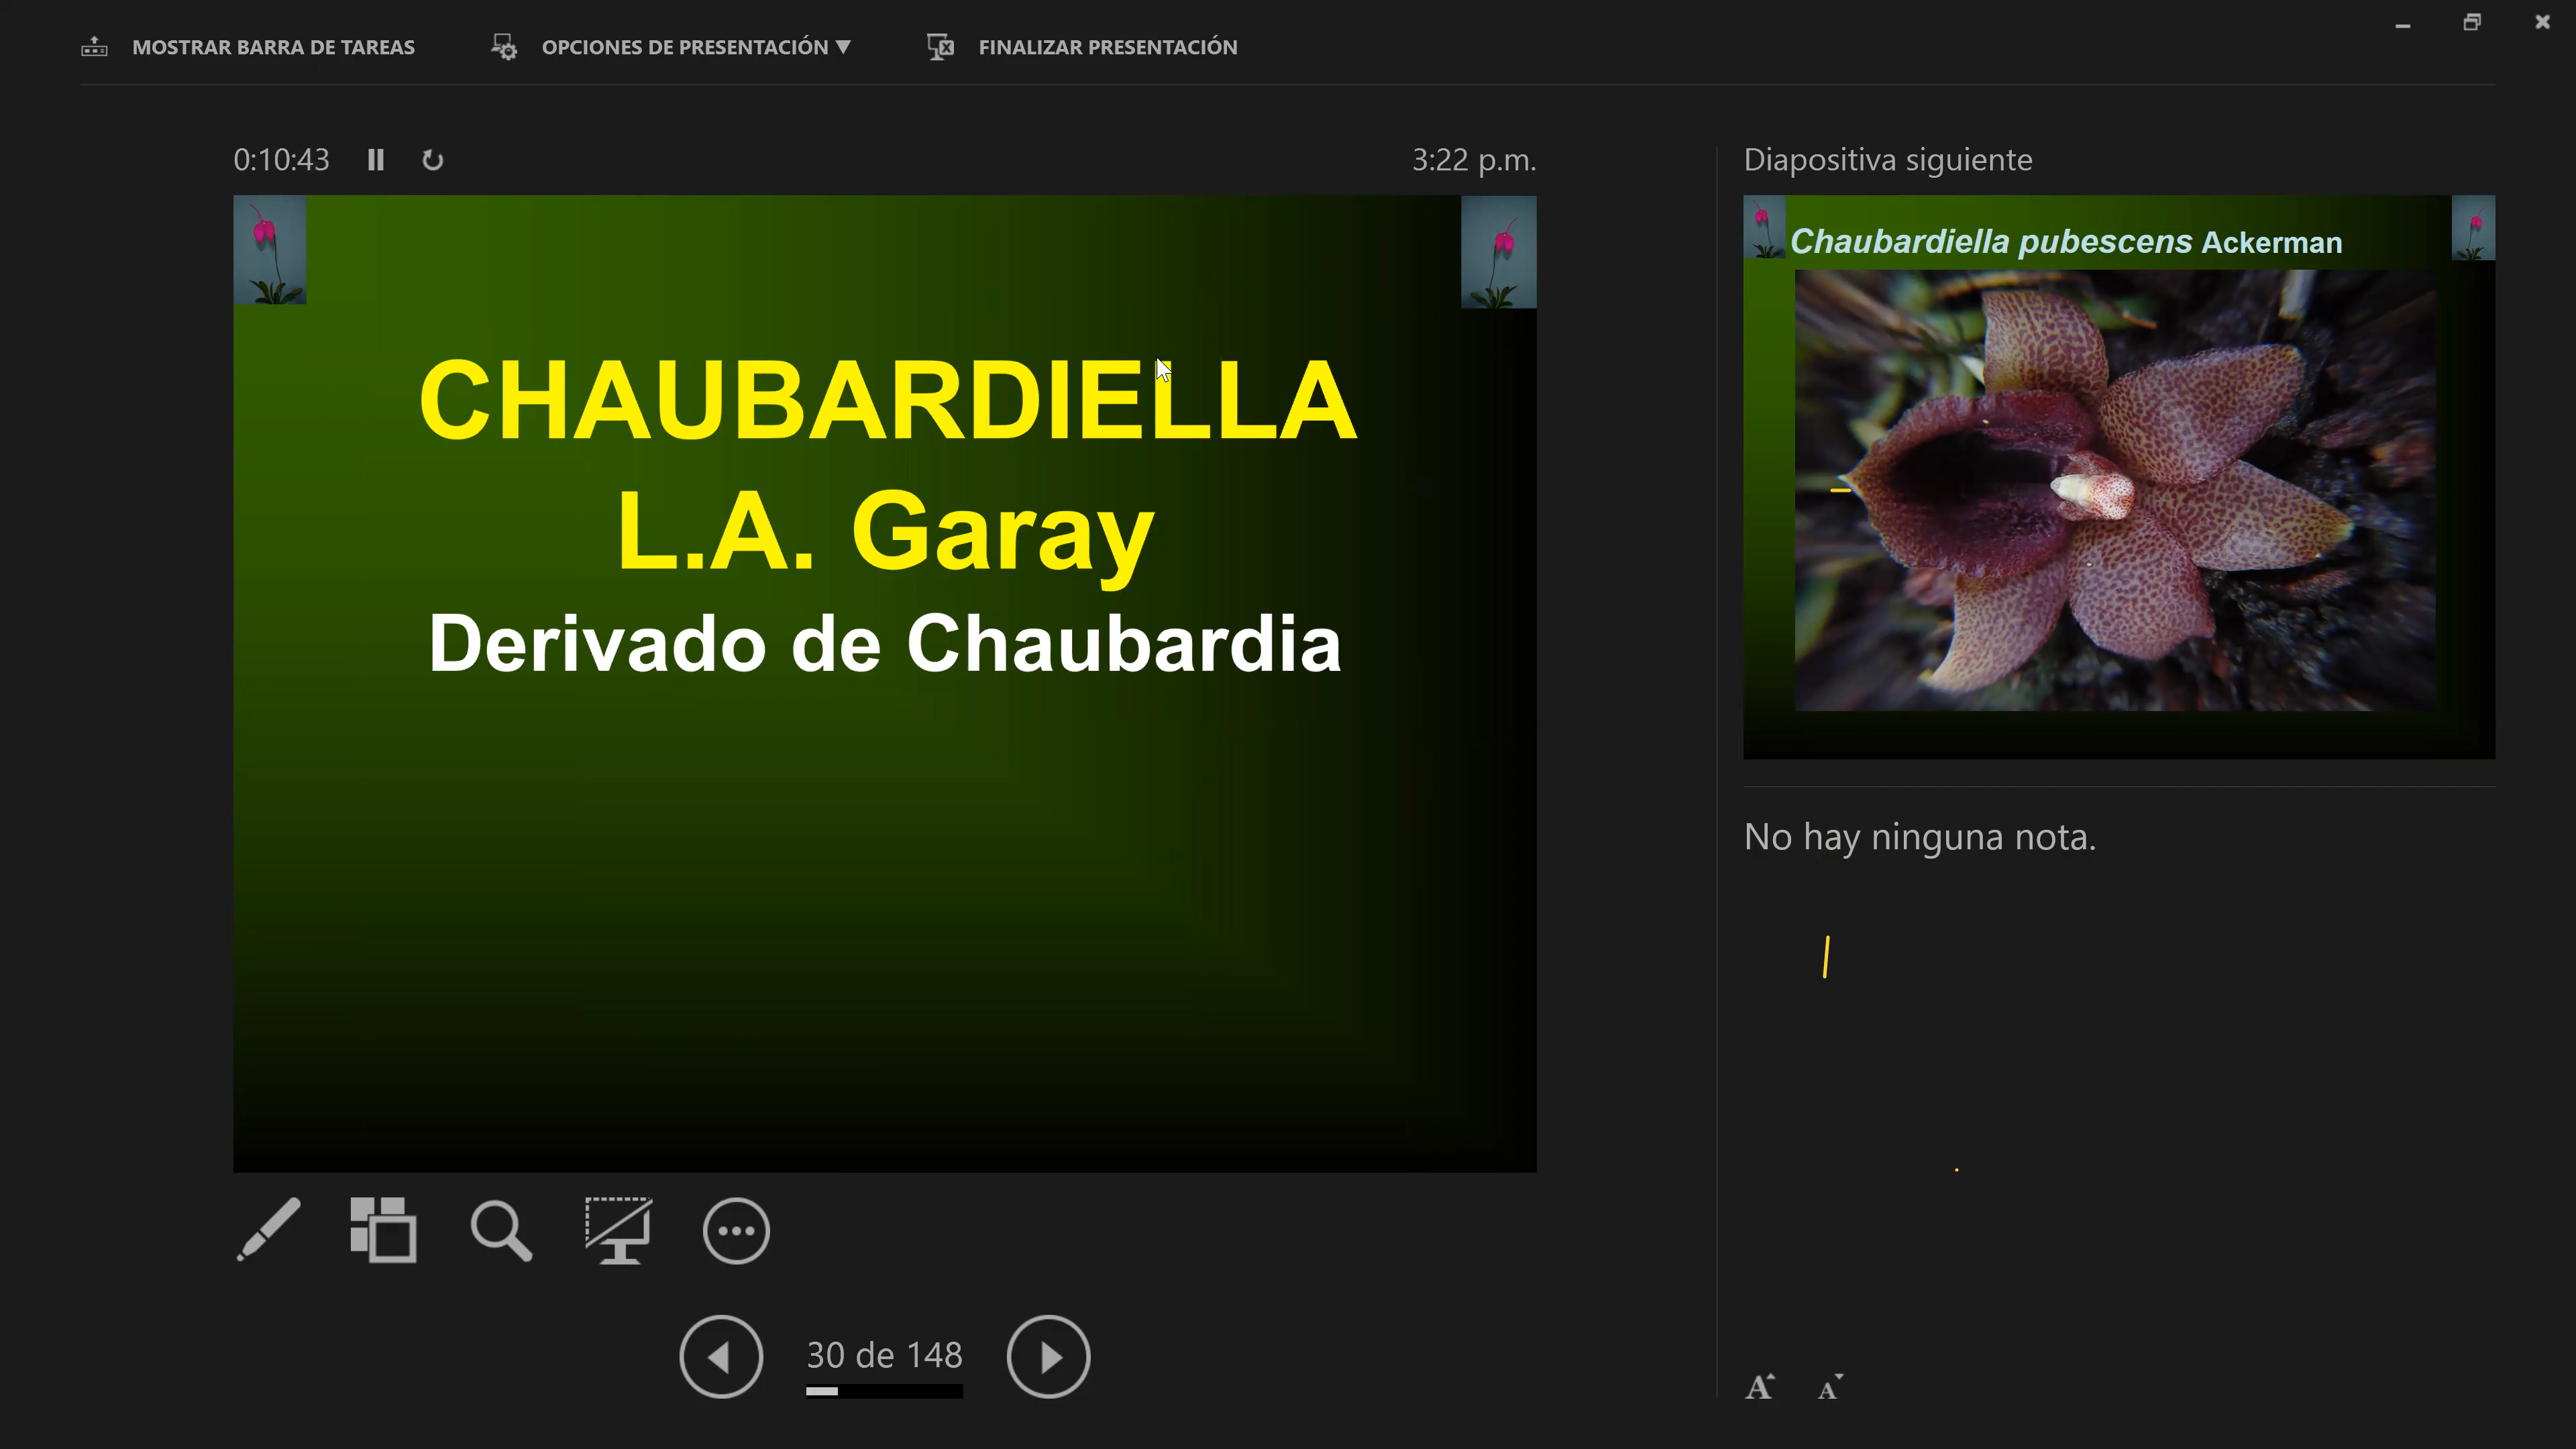 MOSTRAR BARRA DE TAREAS
OPCIONES DE PRESENTACIÓN ▼
FINALIZAR PRESENTACIÓN
0:10:43
3:22 p.m.
CHAUBARDIELLA
L.A. Garay
Derivado de Chaubardia
30 de 148
Diapositiva siguiente
Chaubardiella pubescens Ackerman
No hay ninguna nota.
A A